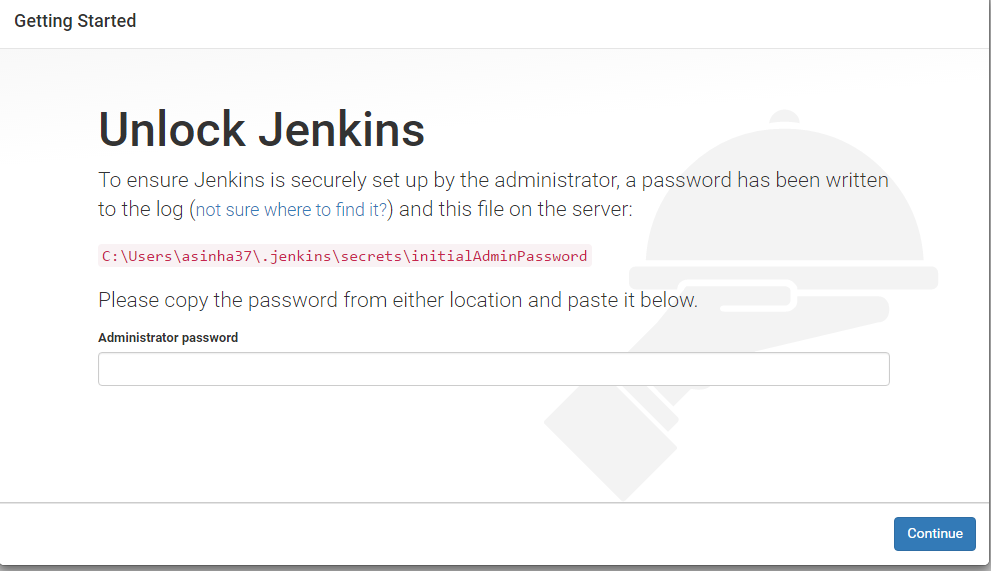 Getting Started
Unlock Jenkins
To ensure Jenkins is securely set up by the administrator, a password has been written
to the log (not sure where to find it?) and this file on the server:
C:\Users\asinha37\.jenkins\secrets\initialAdminPassword
Please copy the password from either location and paste it below.
Administrator password
Continue